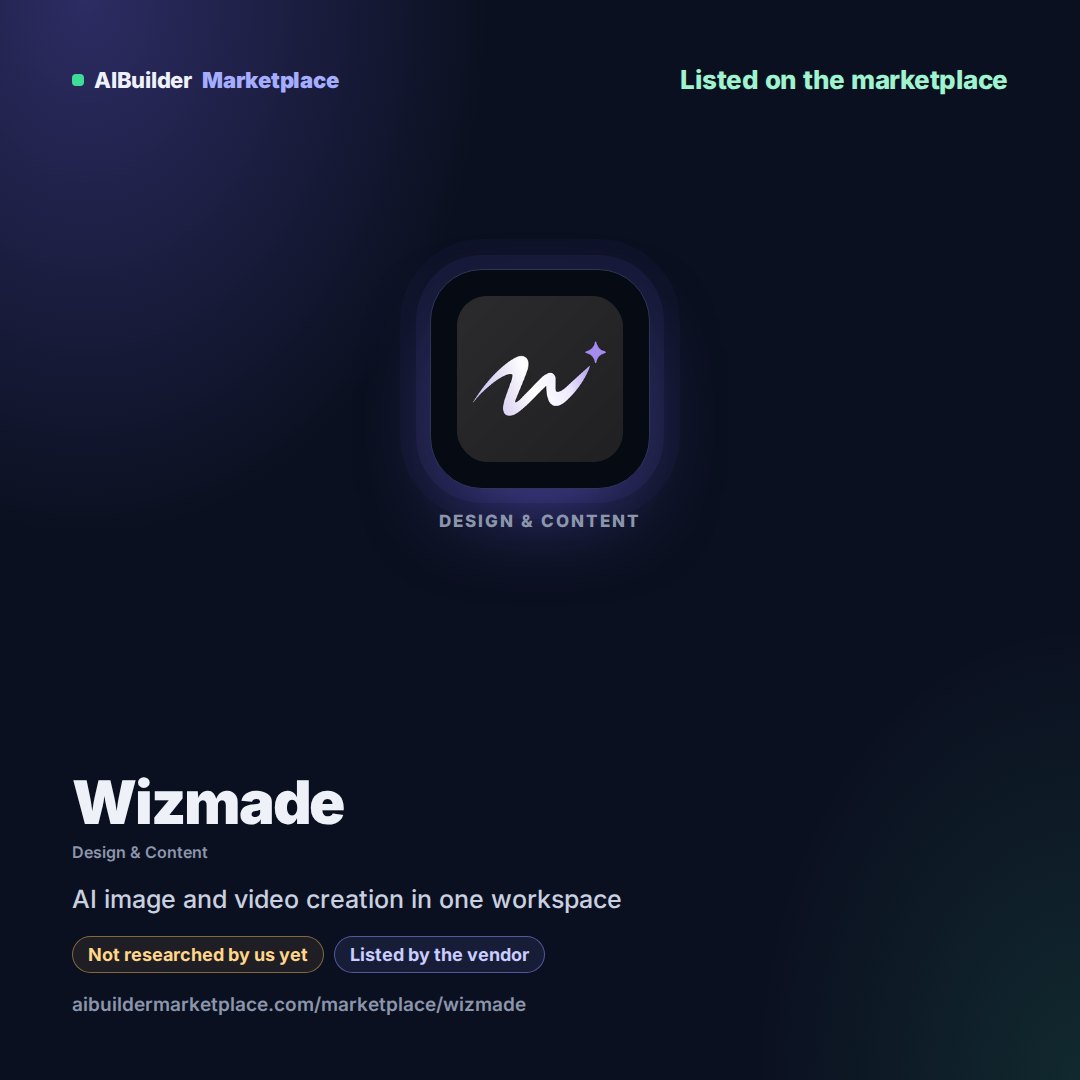 AIBuilder Marketplace
Listed on the marketplace
DESIGN & CONTENT
Wizmade
Design & Content
AI image and video creation in one workspace
Not researched by us yet
Listed by the vendor
aibuildermarketplace.com/marketplace/wizmade